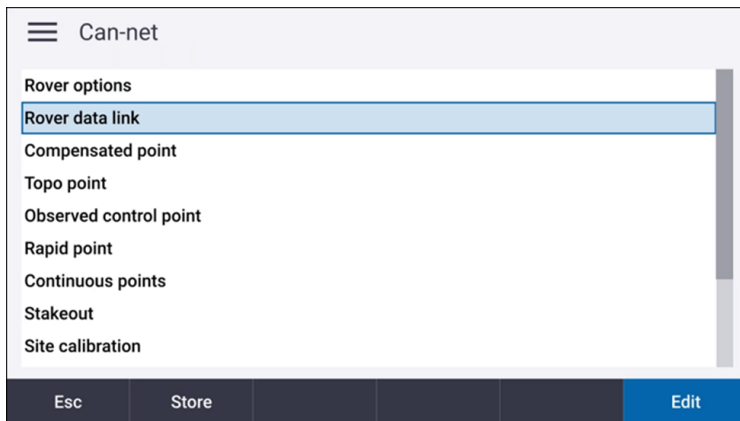 Can-net
Rover options
Rover data link
Compensated point
Topo point
Observed control point
Rapid point
Continuous points
Stakeout
Site calibration
Esc Store Edit